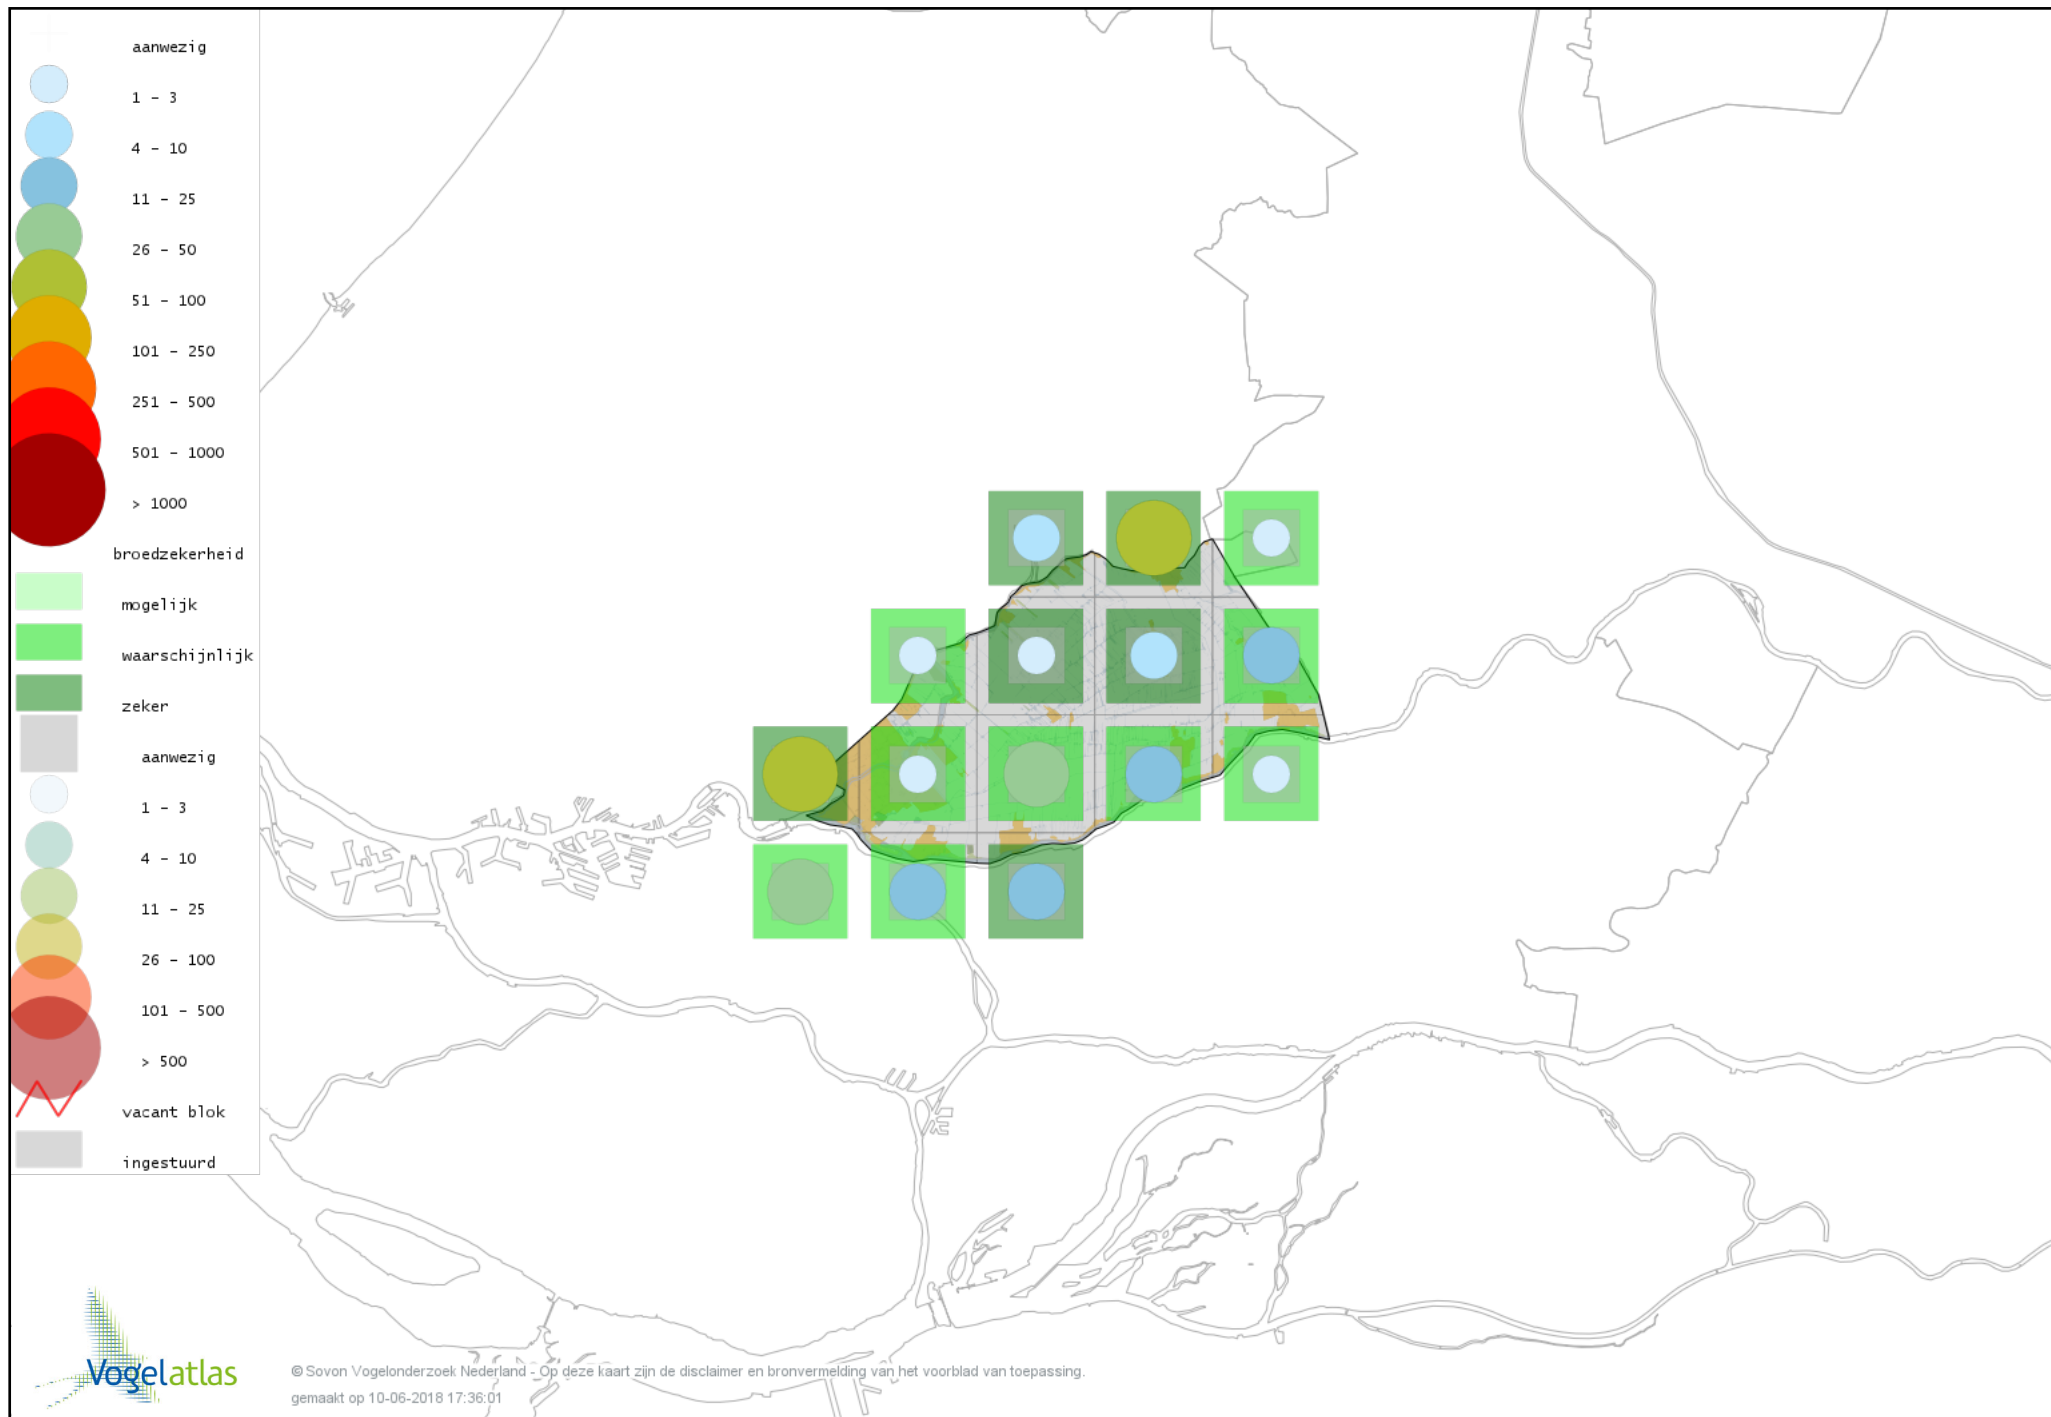 aanwezig
1 - 3
4 - 10
11 - 25
26 - 50
51 - 100
101 - 250
251 - 500
501 - 1000
> 1000
broedzekerheid
mogelijk
waarschijnlijk
zeker
aanwezig
1 - 3
4 - 10
11 - 25
26 - 100
101 - 500
> 500
vacant blok
ingestuurd
Vogelatlas
© Sovon Vogelonderzoek Nederland - Op deze kaart zijn de disclaimer en bronvermelding van het voorblad van toepassing.
gemaakt op 10-06-2018 17:36:01